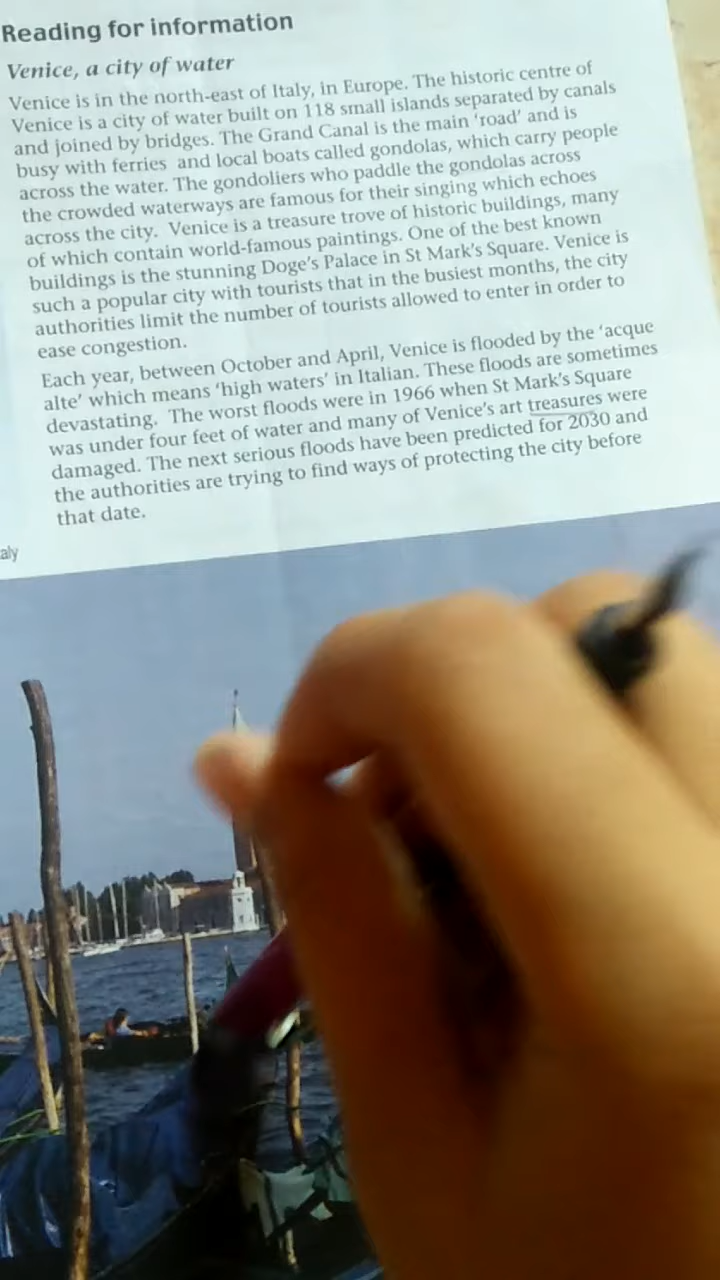 Reading for information
Venice, a city of water
Venice is in the north-east of Italy, in Europe. The historic centre of
Venice is a city of water built on 118 small islands separated by canals
and joined by bridges. The Grand Canal is the main 'road' and is
busy with ferries and local boats called gondolas, which carry people
across the water. The gondoliers who paddle the gondolas across
the crowded waterways are famous for their singing which echoes
across the city. Venice is a treasure trove of historic buildings, many
of which contain world-famous paintings. One of the best known
buildings is the stunning Doge's Palace in St Mark's Square. Venice is
such a popular city with tourists that in the busiest months, the city
authorities limit the number of tourists allowed to enter in order to
ease congestion.
Each year, between October and April, Venice is flooded by the 'acque
alte' which means 'high waters' in Italian. These floods are sometimes
devastating. The worst floods were in 1966 when St Mark's Square
was under four feet of water and many of Venice's art treasures were
damaged. The next serious floods have been predicted for 2030 and
the authorities are trying to find ways of protecting the city before
that date.
aly